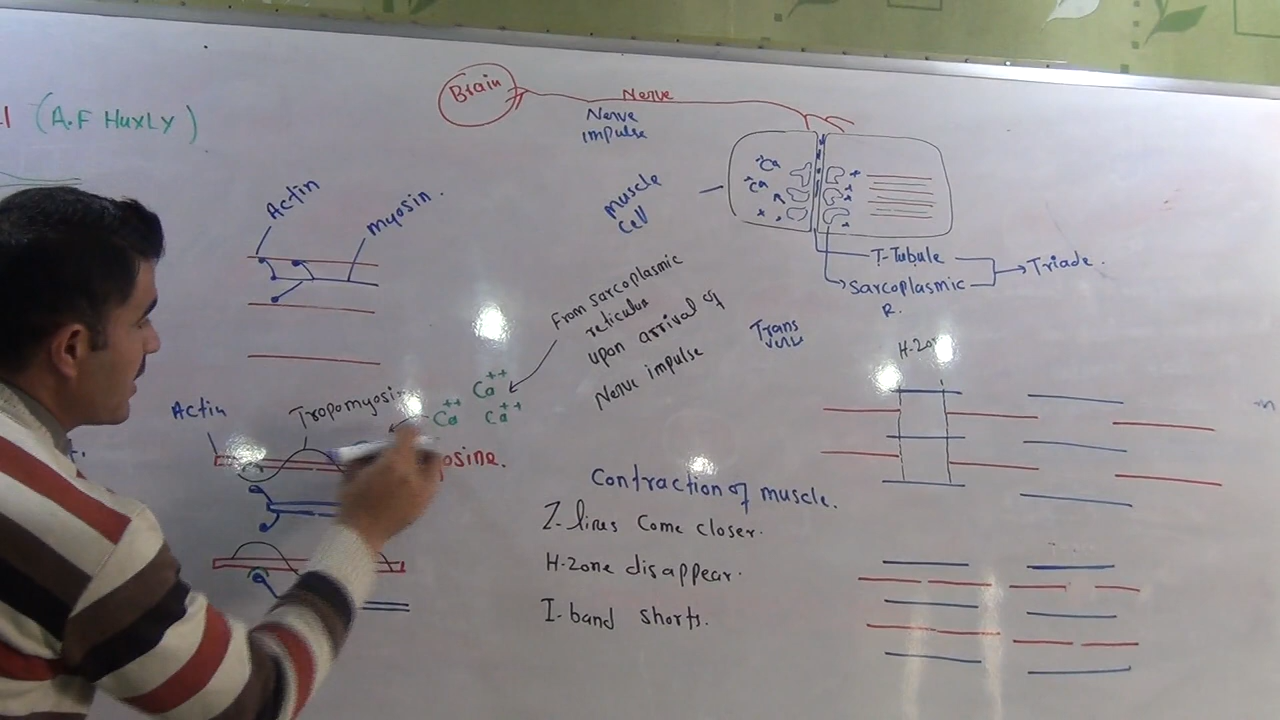 (A.F HuxLy)
Brain
Nerve
Nerve
impulse
Muscle
Cell
Ca
Ca
T-Tubule
Sarcoplasmic
R.
Triade.
Trans
verse
Actin
myosin.
From sarcoplasmic
reticulus
upon arrival of
Nerve impulse
H-Zone
Ca++
Ca++
Ca++
Actin
Tropomyosin
osine.
Contraction of muscle.
Z-lines Come closer.
H-Zone disappear.
I-band shorts.